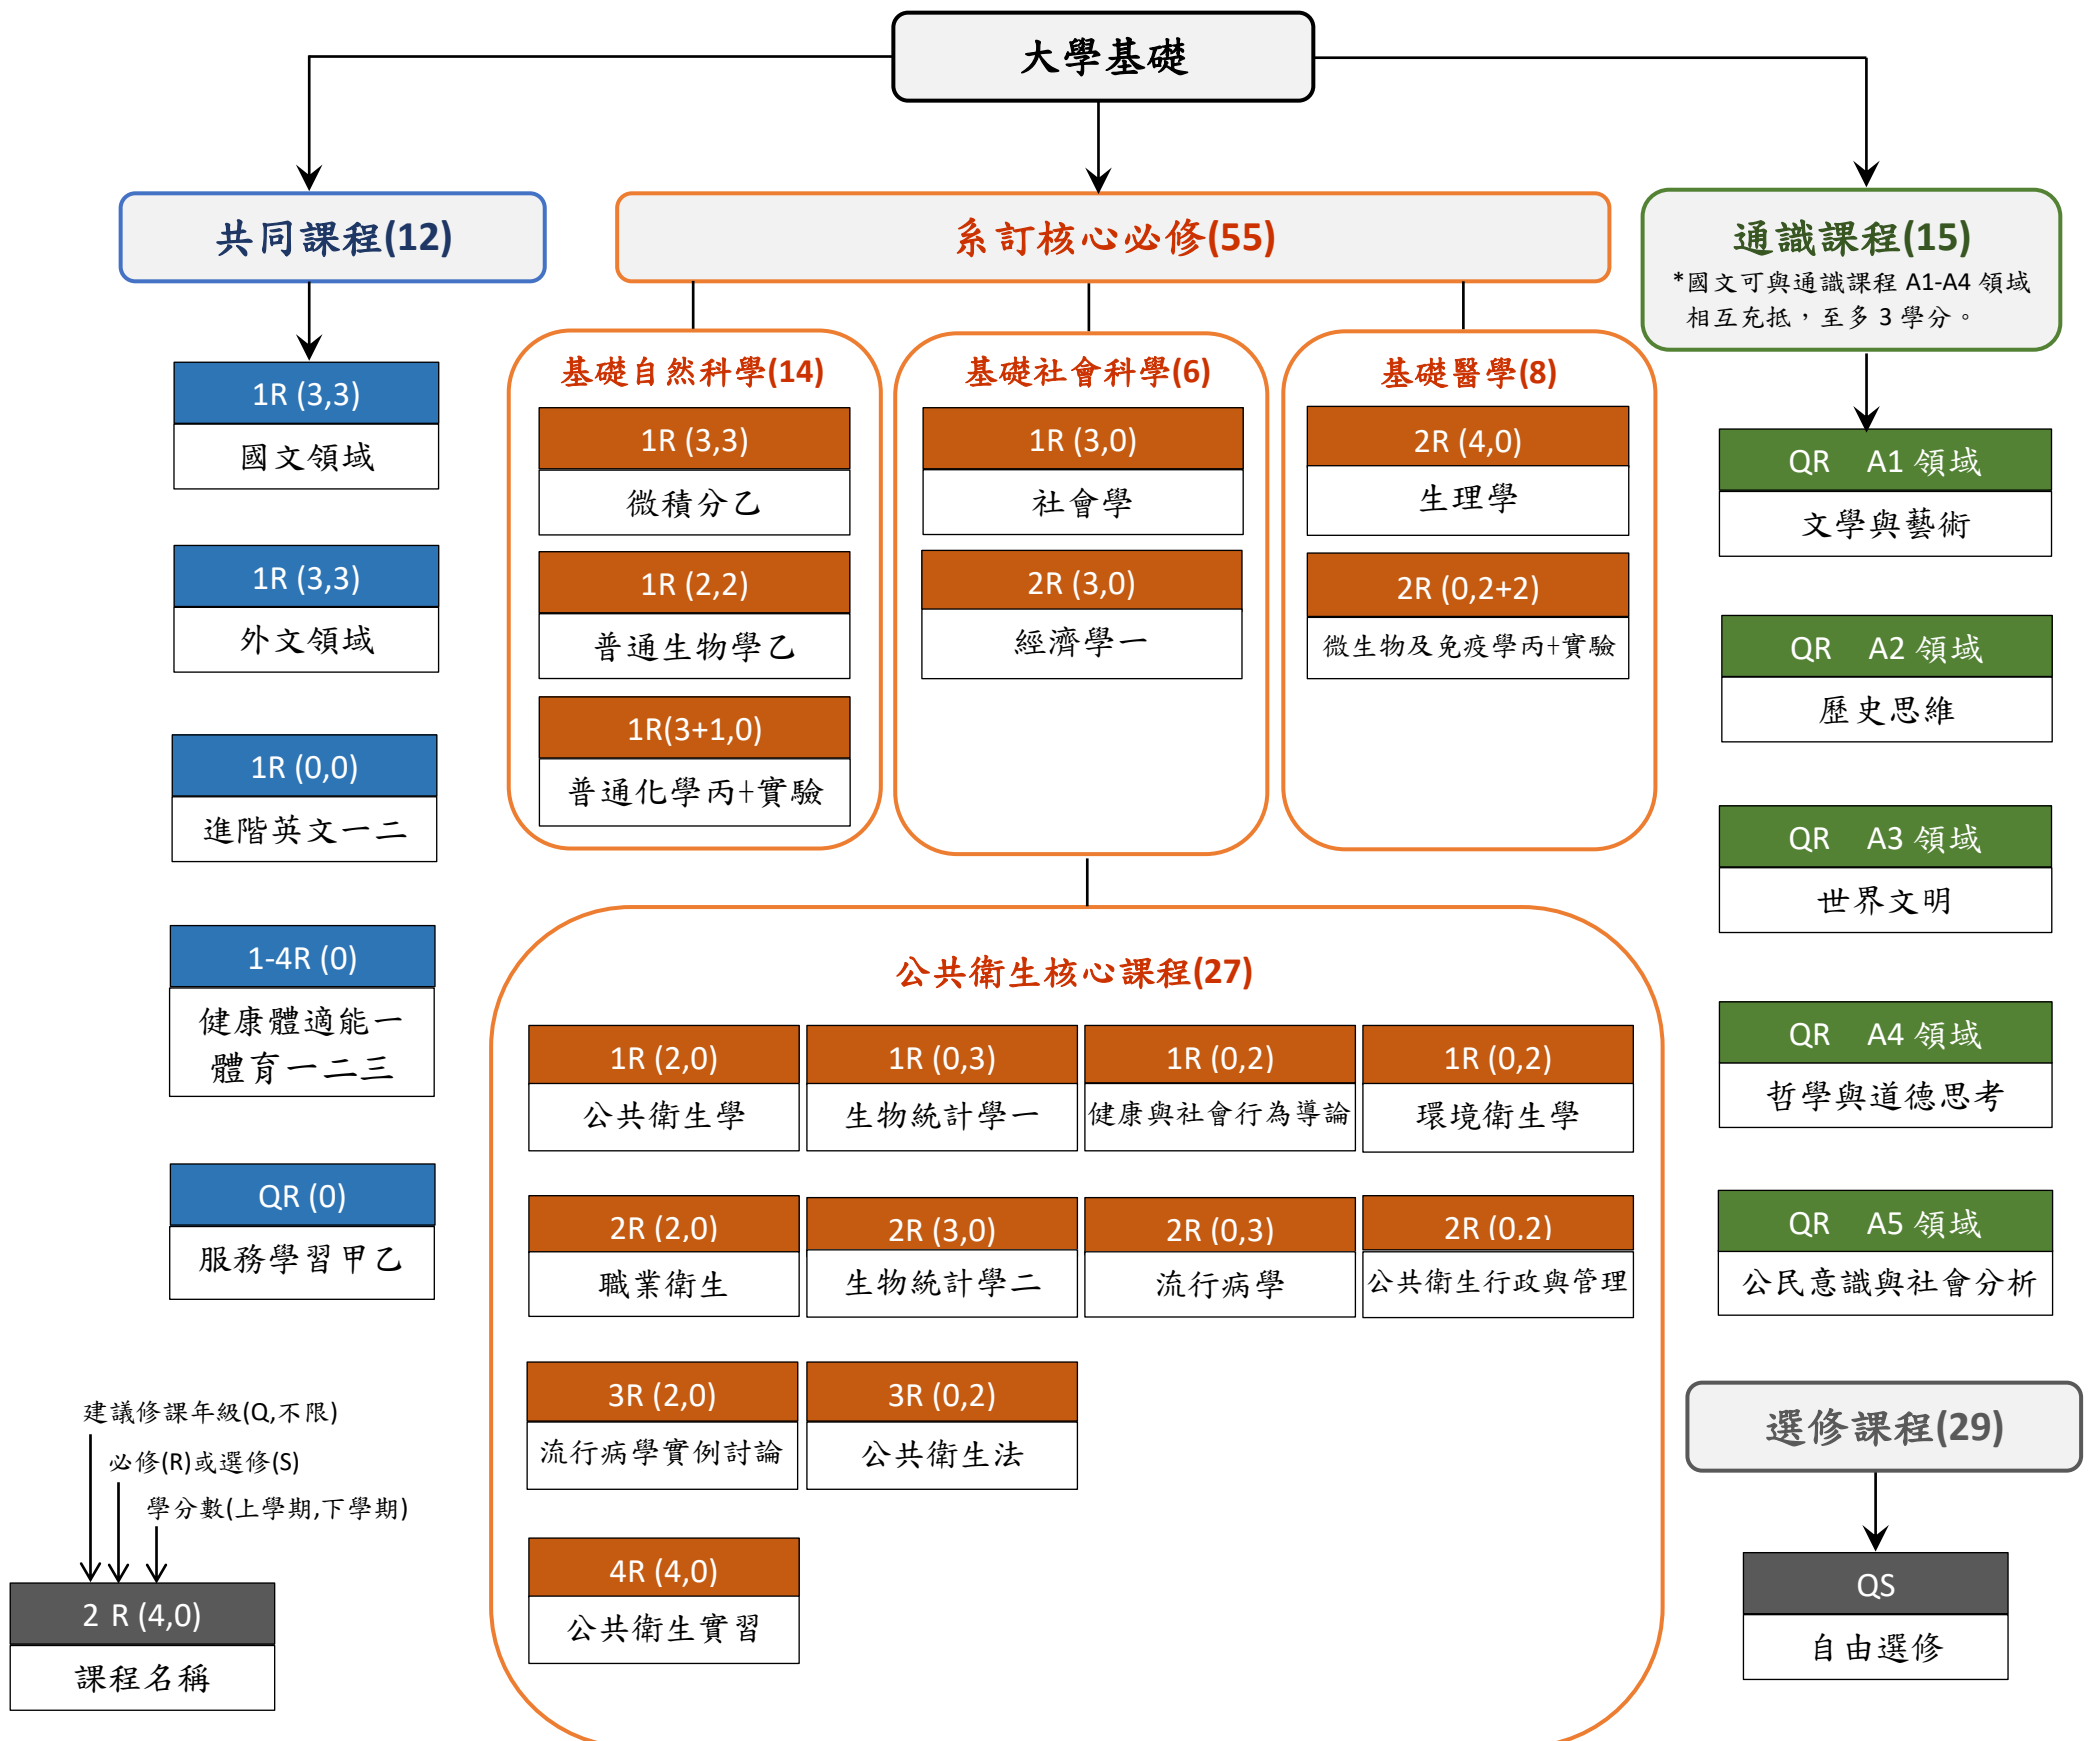 大學基礎
共同課程(12)
1R (3,3)
國文領域
1R (3,3)
外文領域
1R (0,0)
進階英文一二
1-4R (0)
健康體適能一
體育一二三
QR (0)
服務學習甲乙
系訂核心必修(55)
基礎自然科學(14)
1R (3,3)
微積分乙
1R (2,2)
普通生物學乙
1R(3+1,0)
普通化學丙+實驗
基礎社會科學(6)
1R (3,0)
社會學
2R (3,0)
經濟學一
基礎醫學(8)
2R (4,0)
生理學
2R (0,2+2)
微生物及免疫學丙+實驗
公共衛生核心課程(27)
1R (2,0)
公共衛生學
1R (0,3)
生物統計學一
1R (0,2)
健康與社會行為導論
1R (0,2)
環境衛生學
2R (2,0)
職業衛生
2R (3,0)
生物統計學二
2R (0,3)
流行病學
2R (0,2)
公共衛生行政與管理
3R (2,0)
流行病學實例討論
3R (0,2)
公共衛生法
4R (4,0)
公共衛生實習
通識課程(15)
*國文可與通識課程 A1-A4 領域
相互充抵，至多 3 學分。
QR A1 領域
文學與藝術
QR A2 領域
歷史思維
QR A3 領域
世界文明
QR A4 領域
哲學與道德思考
QR A5 領域
公民意識與社會分析
選修課程(29)
QS
自由選修
建議修課年級(Q,不限)
必修(R)或選修(S)
學分數(上學期,下學期)
2 R (4,0)
課程名稱